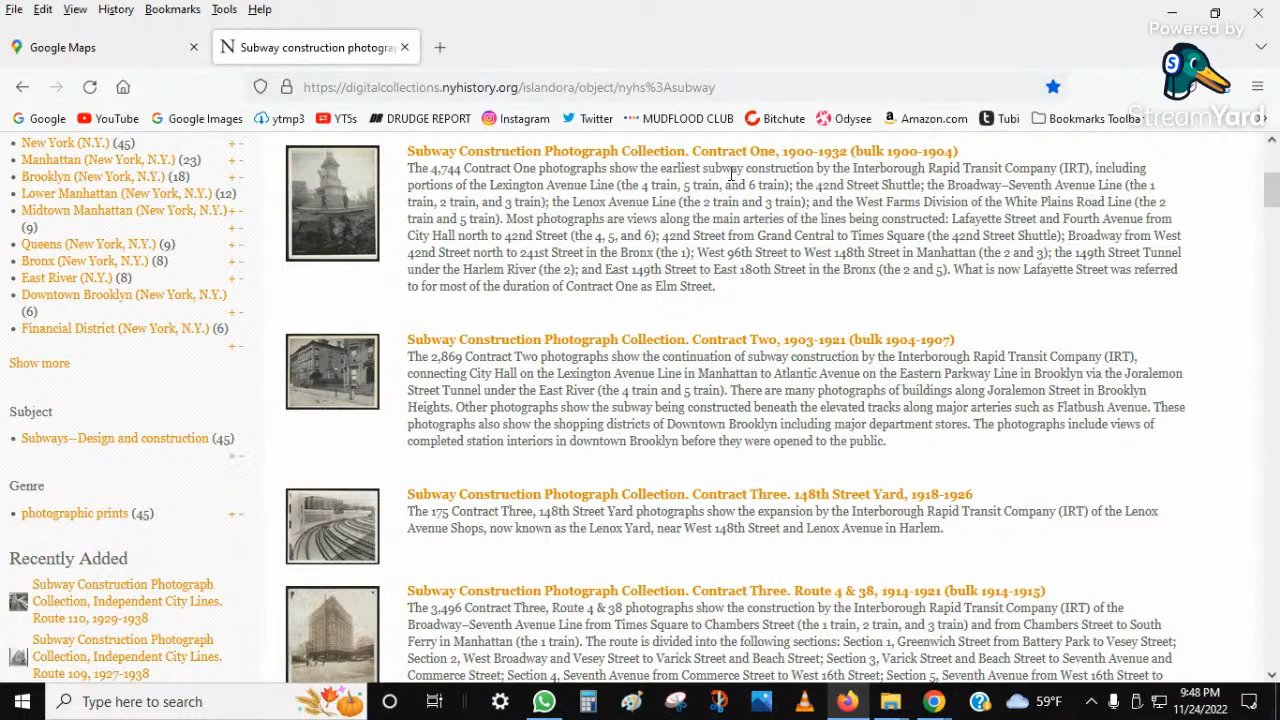 File Edit View History Bookmarks Tools Help
Powered by
Google Maps
N Subway construction photogra
https://digitalcollections.nyhistory.org/islandora/object/nyhs%3Asubway
StreamYard
Google YouTube Google Images ytmp3 YT5s DRUDGE REPORT Instagram Twitter MUDFLOOD CLUB Bitchute Odysee Amazon.com Tubi Bookmarks Toolba
New York (N.Y.) (45) + -
Manhattan (New York, N.Y.) (23) + -
Brooklyn (New York, N.Y.) (18) + -
Lower Manhattan (New York, N.Y.) (12) + -
Midtown Manhattan (New York, N.Y.) + -
(9)
Queens (New York, N.Y.) (9) + -
Bronx (New York, N.Y.) (8) + -
East River (N.Y.) (8) + -
Downtown Brooklyn (New York, N.Y.)
(6) + -
Financial District (New York, N.Y.) (6)
+ -
Show more
Subject
Subways--Design and construction (45)
+ -
Genre
photographic prints (45) + -
Recently Added
Subway Construction Photograph
Collection, Independent City Lines.
Route 110, 1929-1938
Subway Construction Photograph
Collection, Independent City Lines.
Route 109, 1927-1938
Subway Construction Photograph Collection. Contract One, 1900-1932 (bulk 1900-1904)
The 4,744 Contract One photographs show the earliest subway construction by the Interborough Rapid Transit Company (IRT), including
portions of the Lexington Avenue Line (the 4 train, 5 train, and 6 train); the 42nd Street Shuttle; the Broadway–Seventh Avenue Line (the 1
train, 2 train, and 3 train); the Lenox Avenue Line (the 2 train and 3 train); and the West Farms Division of the White Plains Road Line (the 2
train and 5 train). Most photographs are views along the main arteries of the lines being constructed: Lafayette Street and Fourth Avenue from
City Hall north to 42nd Street (the 4, 5, and 6); 42nd Street from Grand Central to Times Square (the 42nd Street Shuttle); Broadway from West
42nd Street north to 241st Street in the Bronx (the 1); West 96th Street to West 148th Street in Manhattan (the 2 and 3); the 149th Street Tunnel
under the Harlem River (the 2); and East 149th Street to East 180th Street in the Bronx (the 2 and 5). What is now Lafayette Street was referred
to for most of the duration of Contract One as Elm Street.
Subway Construction Photograph Collection. Contract Two, 1903-1921 (bulk 1904-1907)
The 2,869 Contract Two photographs show the continuation of subway construction by the Interborough Rapid Transit Company (IRT),
connecting City Hall on the Lexington Avenue Line in Manhattan to Atlantic Avenue on the Eastern Parkway Line in Brooklyn via the Joralemon
Street Tunnel under the East River (the 4 train and 5 train). There are many photographs of buildings along Joralemon Street in Brooklyn
Heights. Other photographs show the subway being constructed beneath the elevated tracks along major arteries such as Flatbush Avenue. These
photographs also show the shopping districts of Downtown Brooklyn including major department stores. The photographs include views of
completed station interiors in downtown Brooklyn before they were opened to the public.
Subway Construction Photograph Collection. Contract Three. 148th Street Yard, 1918-1926
The 175 Contract Three, 148th Street Yard photographs show the expansion by the Interborough Rapid Transit Company (IRT) of the Lenox
Avenue Shops, now known as the Lenox Yard, near West 148th Street and Lenox Avenue in Harlem.
Subway Construction Photograph Collection. Contract Three. Route 4 & 38, 1914-1921 (bulk 1914-1915)
The 3,496 Contract Three, Route 4 & 38 photographs show the construction by the Interborough Rapid Transit Company (IRT) of the
Broadway–Seventh Avenue Line from Times Square to Chambers Street (the 1 train, 2 train, and 3 train) and from Chambers Street to South
Ferry in Manhattan (the 1 train). The route is divided into the following sections: Section 1, Greenwich Street from Battery Park to Vesey Street;
Section 2, West Broadway and Vesey Street to Varick Street and Beach Street; Section 3, Varick Street and Beach Street to Seventh Avenue and
Commerce Street; Section 4, Seventh Avenue from Commerce Street to West 16th Street; Section 5, Seventh Avenue from West 16th Street to
Type here to search
59°F
9:48 PM
11/24/2022